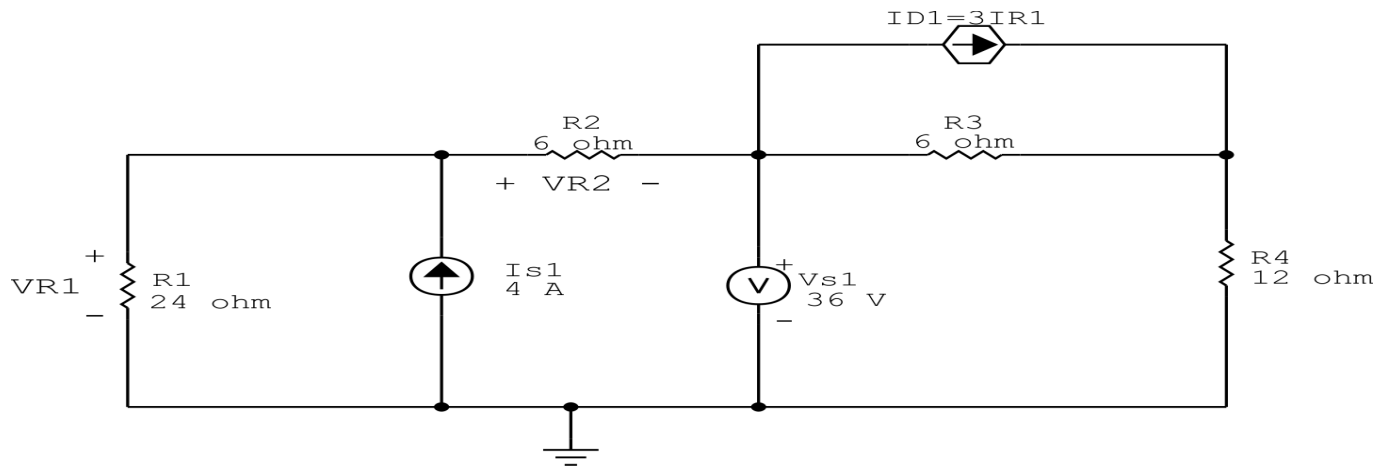 ID1=3IR1
R2
6 ohm
R3
6 ohm
+ VR2 -
+
VR1
-
R1
24 ohm
Is1
4 A
+
V
-
Vs1
36 V
R4
12 ohm